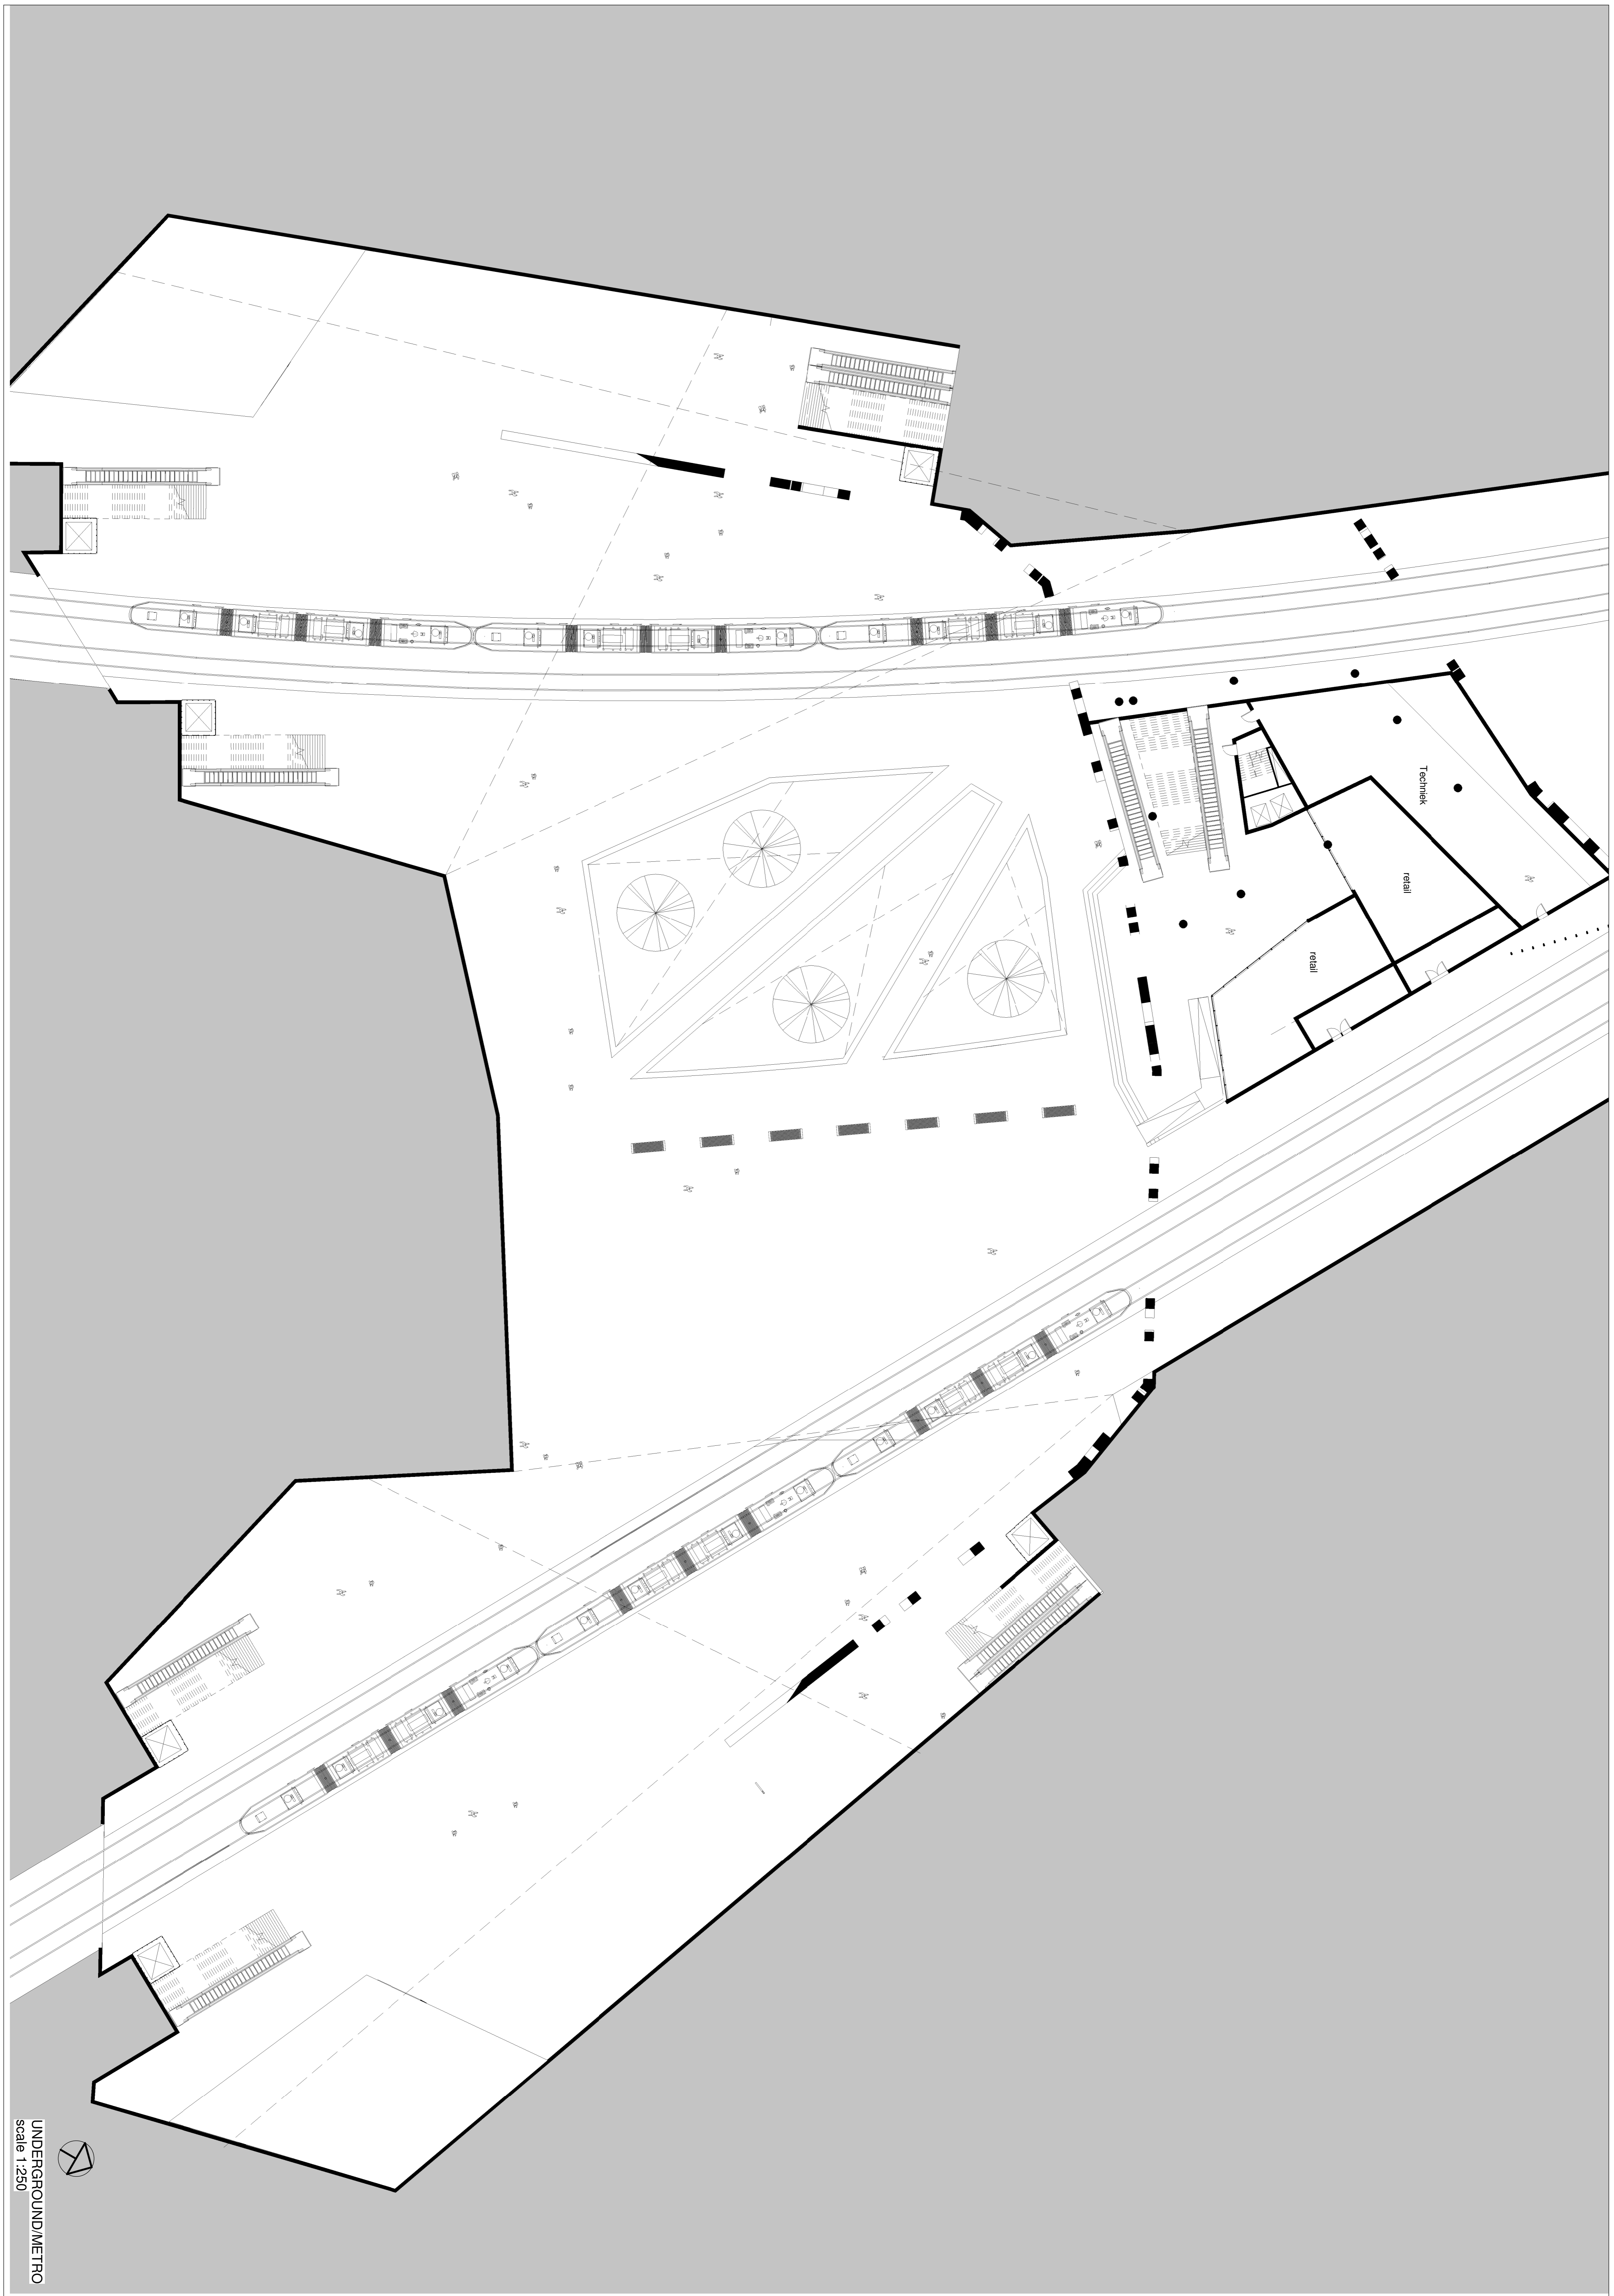 Techniek
retail
retail
UNDERGROUND/METRO
scale 1:250